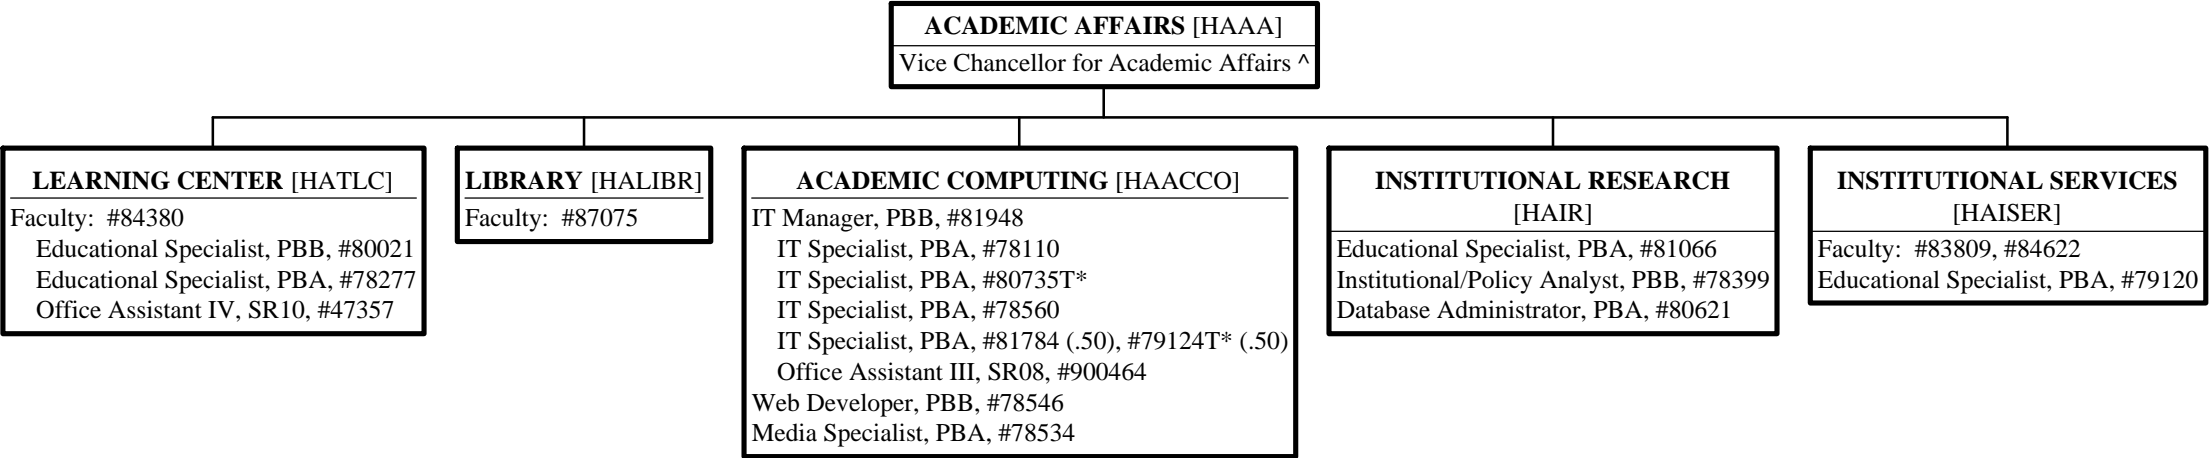 ACADEMIC AFFAIRS [HAAA]
Vice Chancellor for Academic Affairs ^
LEARNING CENTER [HATLC]
Faculty: #84380
Educational Specialist, PBB, #80021
Educational Specialist, PBA, #78277
Office Assistant IV, SR10, #47357
LIBRARY [HALIBR]
Faculty: #87075
ACADEMIC COMPUTING [HAACCO]
IT Manager, PBB, #81948
IT Specialist, PBA, #78110
IT Specialist, PBA, #80735T*
IT Specialist, PBA, #78560
IT Specialist, PBA, #81784 (.50), #79124T* (.50)
Office Assistant III, SR08, #900464
Web Developer, PBB, #78546
Media Specialist, PBA, #78534
INSTITUTIONAL RESEARCH
[HAIR]
Educational Specialist, PBA, #81066
Institutional/Policy Analyst, PBB, #78399
Database Administrator, PBA, #80621
INSTITUTIONAL SERVICES
[HAISER]
Faculty: #83809, #84622
Educational Specialist, PBA, #79120